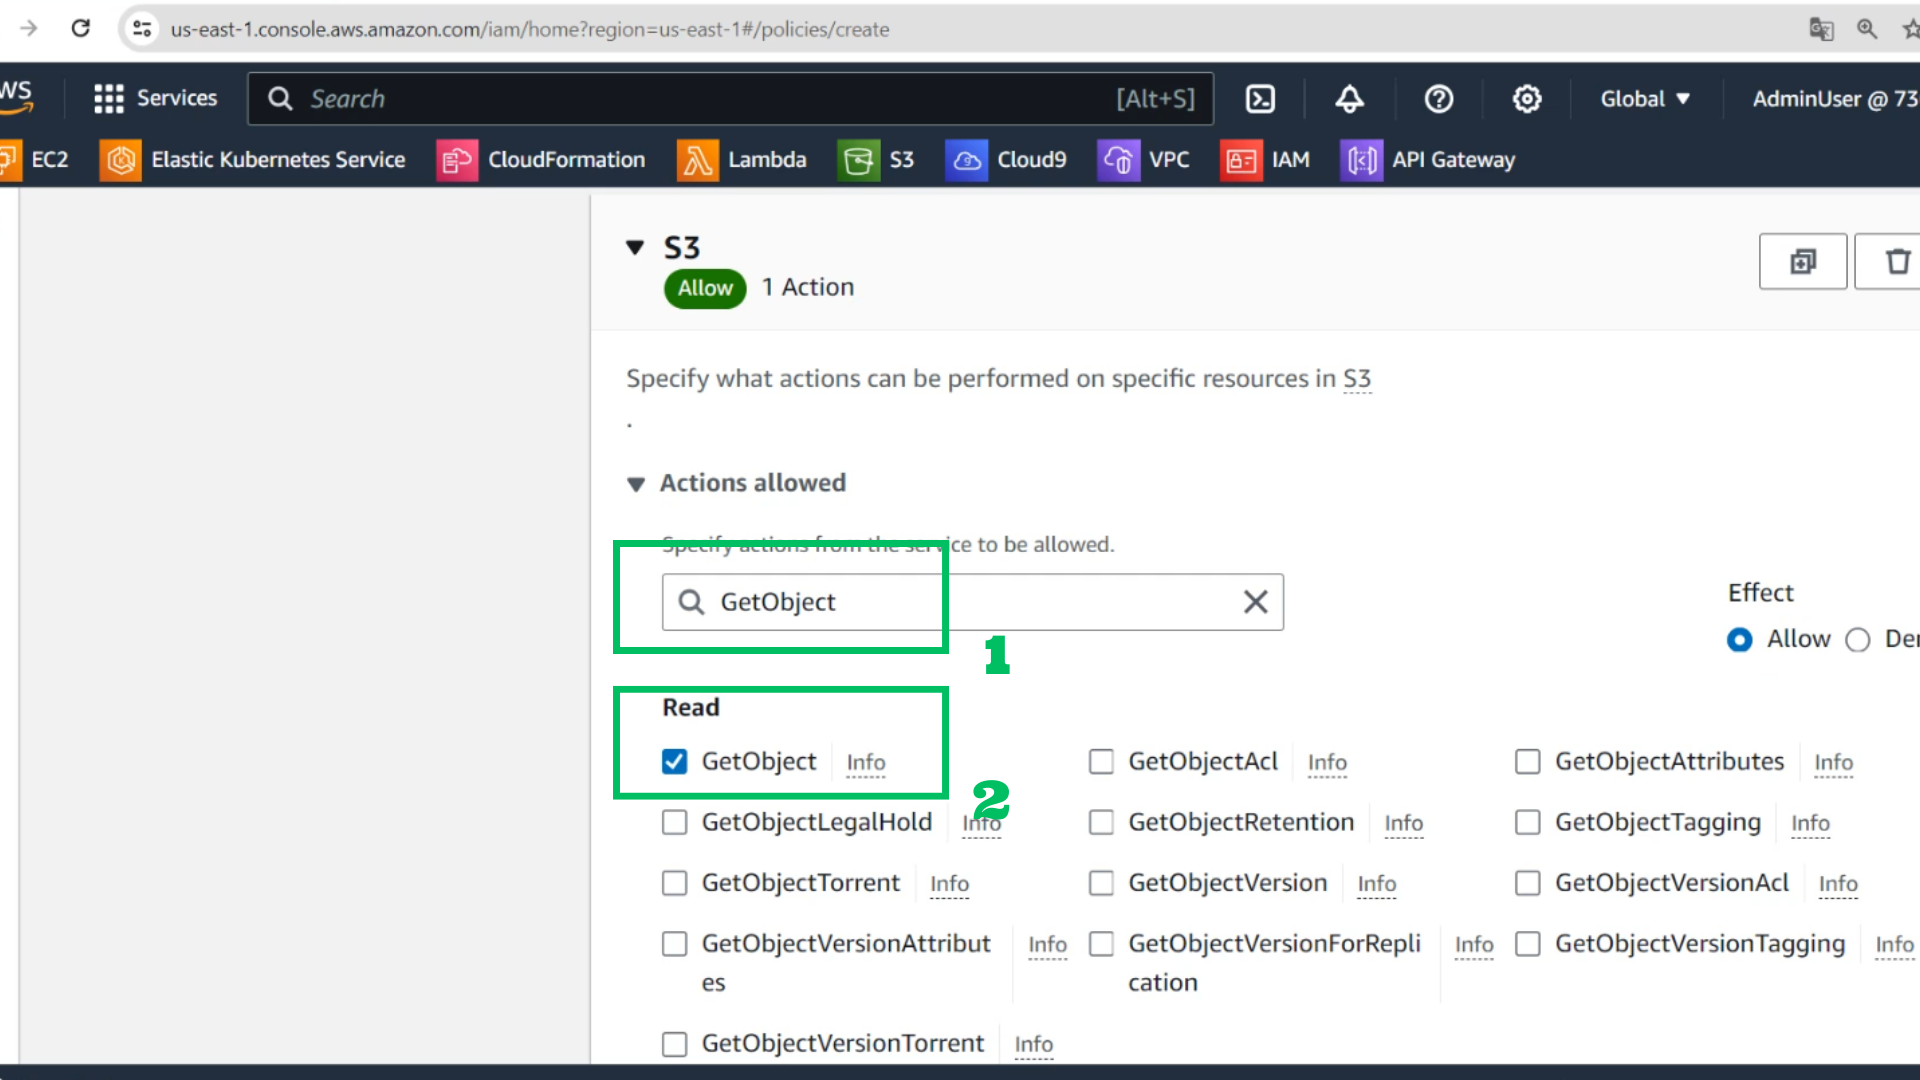 us-east-1.console.aws.amazon.com/iam/home?region=us-east-1#/policies/create
Services
Search
[Alt+S]
Global
AdminUser @ 73
EC2
Elastic Kubernetes Service
CloudFormation
Lambda
S3
Cloud9
VPC
IAM
API Gateway
S3
Allow 1 Action
Specify what actions can be performed on specific resources in S3
.
Actions allowed
Specify actions from the service to be allowed.
GetObject
1
Effect
Allow
Read
GetObject Info
GetObjectAcl Info
GetObjectAttributes Info
2
GetObjectLegalHold Info
GetObjectRetention Info
GetObjectTagging Info
GetObjectTorrent Info
GetObjectVersion Info
GetObjectVersionAcl Info
GetObjectVersionAttribut Info
es
GetObjectVersionForRepli Info
cation
GetObjectVersionTagging Info
GetObjectVersionTorrent Info